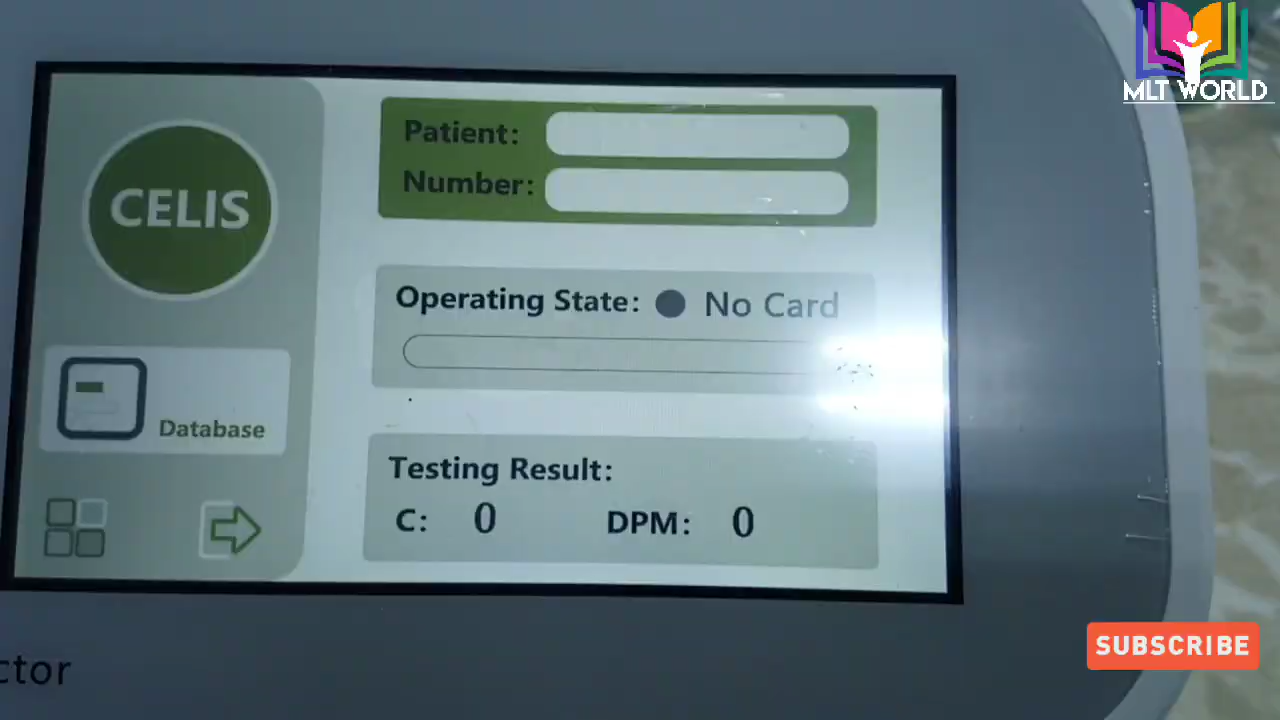 MLT WORLD
CELIS
Patient:
Number:
Operating State: No Card
Database
Testing Result:
C: 0 DPM: 0
ctor
SUBSCRIBE